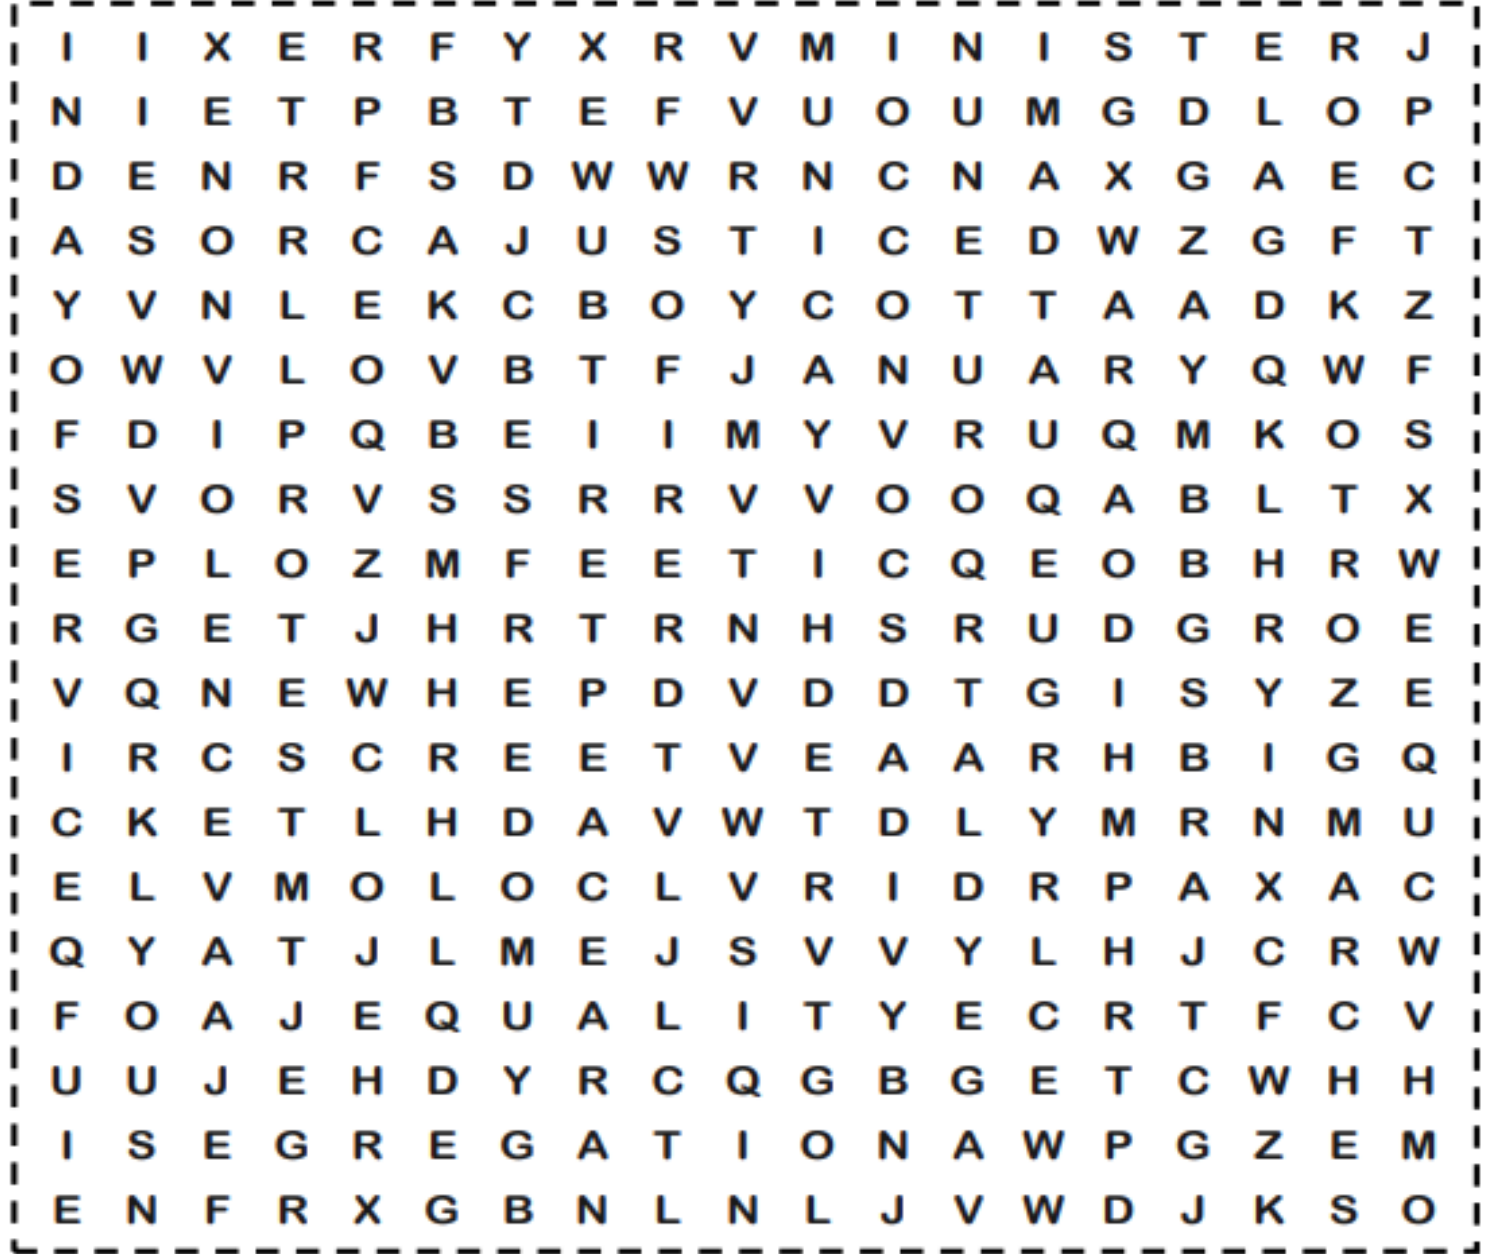 I I X E R F Y X R V M I N I S T E R J
N I E T P B T E F V U O U M G D L O P
D E N R F S D W W R N C N A X G A E C
A S O R C A J U S T I C E D W Z G F T
Y V N L E K C B O Y C O T T A A D K Z
O W V L O V B T F J A N U A R Y Q W F
F D I P Q B E I I M Y V R U Q M K O S
S V O R V S S R R V V O O Q A B L T X
E P L O Z M F E E T I C Q E O B H R W
R G E T J H R T R N H S R U D G R O E
V Q N E W H E P D V D D T G I S Y Z E
I R C S C R E E T V E A A R H B I G Q
C K E T L H D A V W T D L Y M R N M U
E L V M O L O C L V R I D R P A X A C
Q Y A T J L M E J S V V Y L H J C R W
F O A J E Q U A L I T Y E C R T F C V
U U J E H D Y R C Q G B G E T C W H H
I S E G R E G A T I O N A W P G Z E M
E N F R X G B N L N L J V W D J K S O